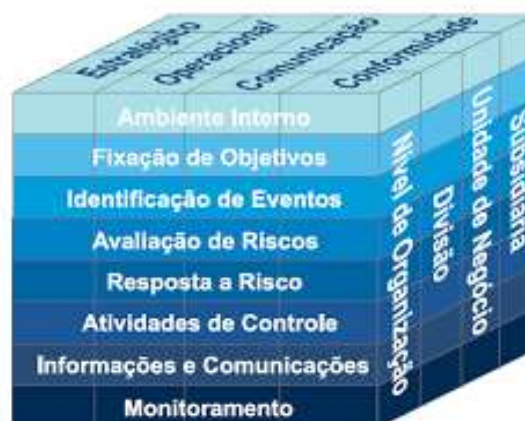 Estratégico
Operacional
Comunicação
Conformidade
Ambiente Interno
Fixação de Objetivos
Identificação de Eventos
Avaliação de Riscos
Resposta a Risco
Atividades de Controle
Informações e Comunicações
Monitoramento
Nível de Organização
Divisão
Unidade de Negócio
Subsidiária